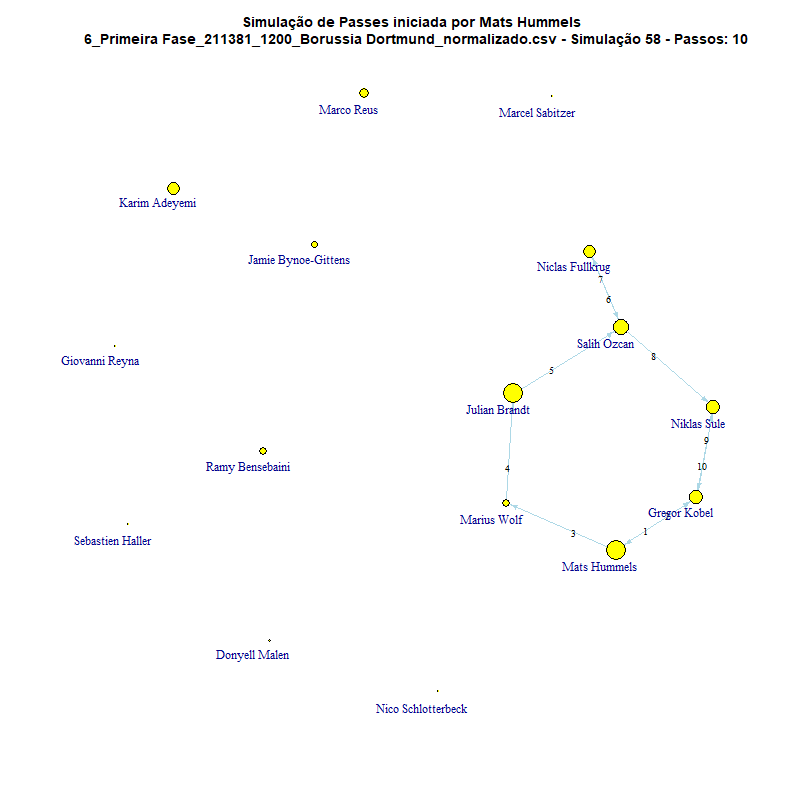 Simulação de Passes iniciada por Mats Hummels
6_Primeira Fase_211381_1200_Borussia Dortmund_normalizado.csv - Simulação 58 - Passos: 10
Marco Reus
Marcel Sabitzer
Karim Adeyemi
Jamie Bynoe-Gittens
Niclas Fullkrug
7
6
Salih Ozcan
Giovanni Reyna
8
5
Julian Brandt
Niklas Sule
9
Ramy Bensebaini
4
10
Gregor Kobel
2
Marius Wolf
1
3
Sebastien Haller
Mats Hummels
Donyell Malen
Nico Schlotterbeck